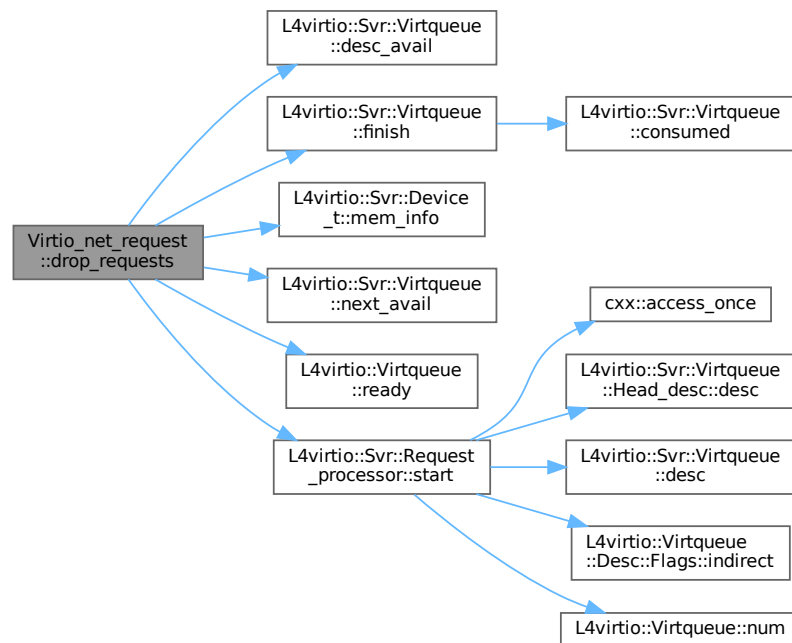 L4virtio::Svr::Virtqueue
::desc_avail
L4virtio::Svr::Virtqueue
::finish
L4virtio::Svr::Virtqueue
::consumed
L4virtio::Svr::Device
_t::mem_info
Virtio_net_request
::drop_requests
L4virtio::Svr::Virtqueue
::next_avail
cxx::access_once
L4virtio::Virtqueue
::ready
L4virtio::Svr::Virtqueue
::Head_desc::desc
L4virtio::Svr::Request
_processor::start
L4virtio::Svr::Virtqueue
::desc
L4virtio::Virtqueue
::Desc::Flags::indirect
L4virtio::Virtqueue::num